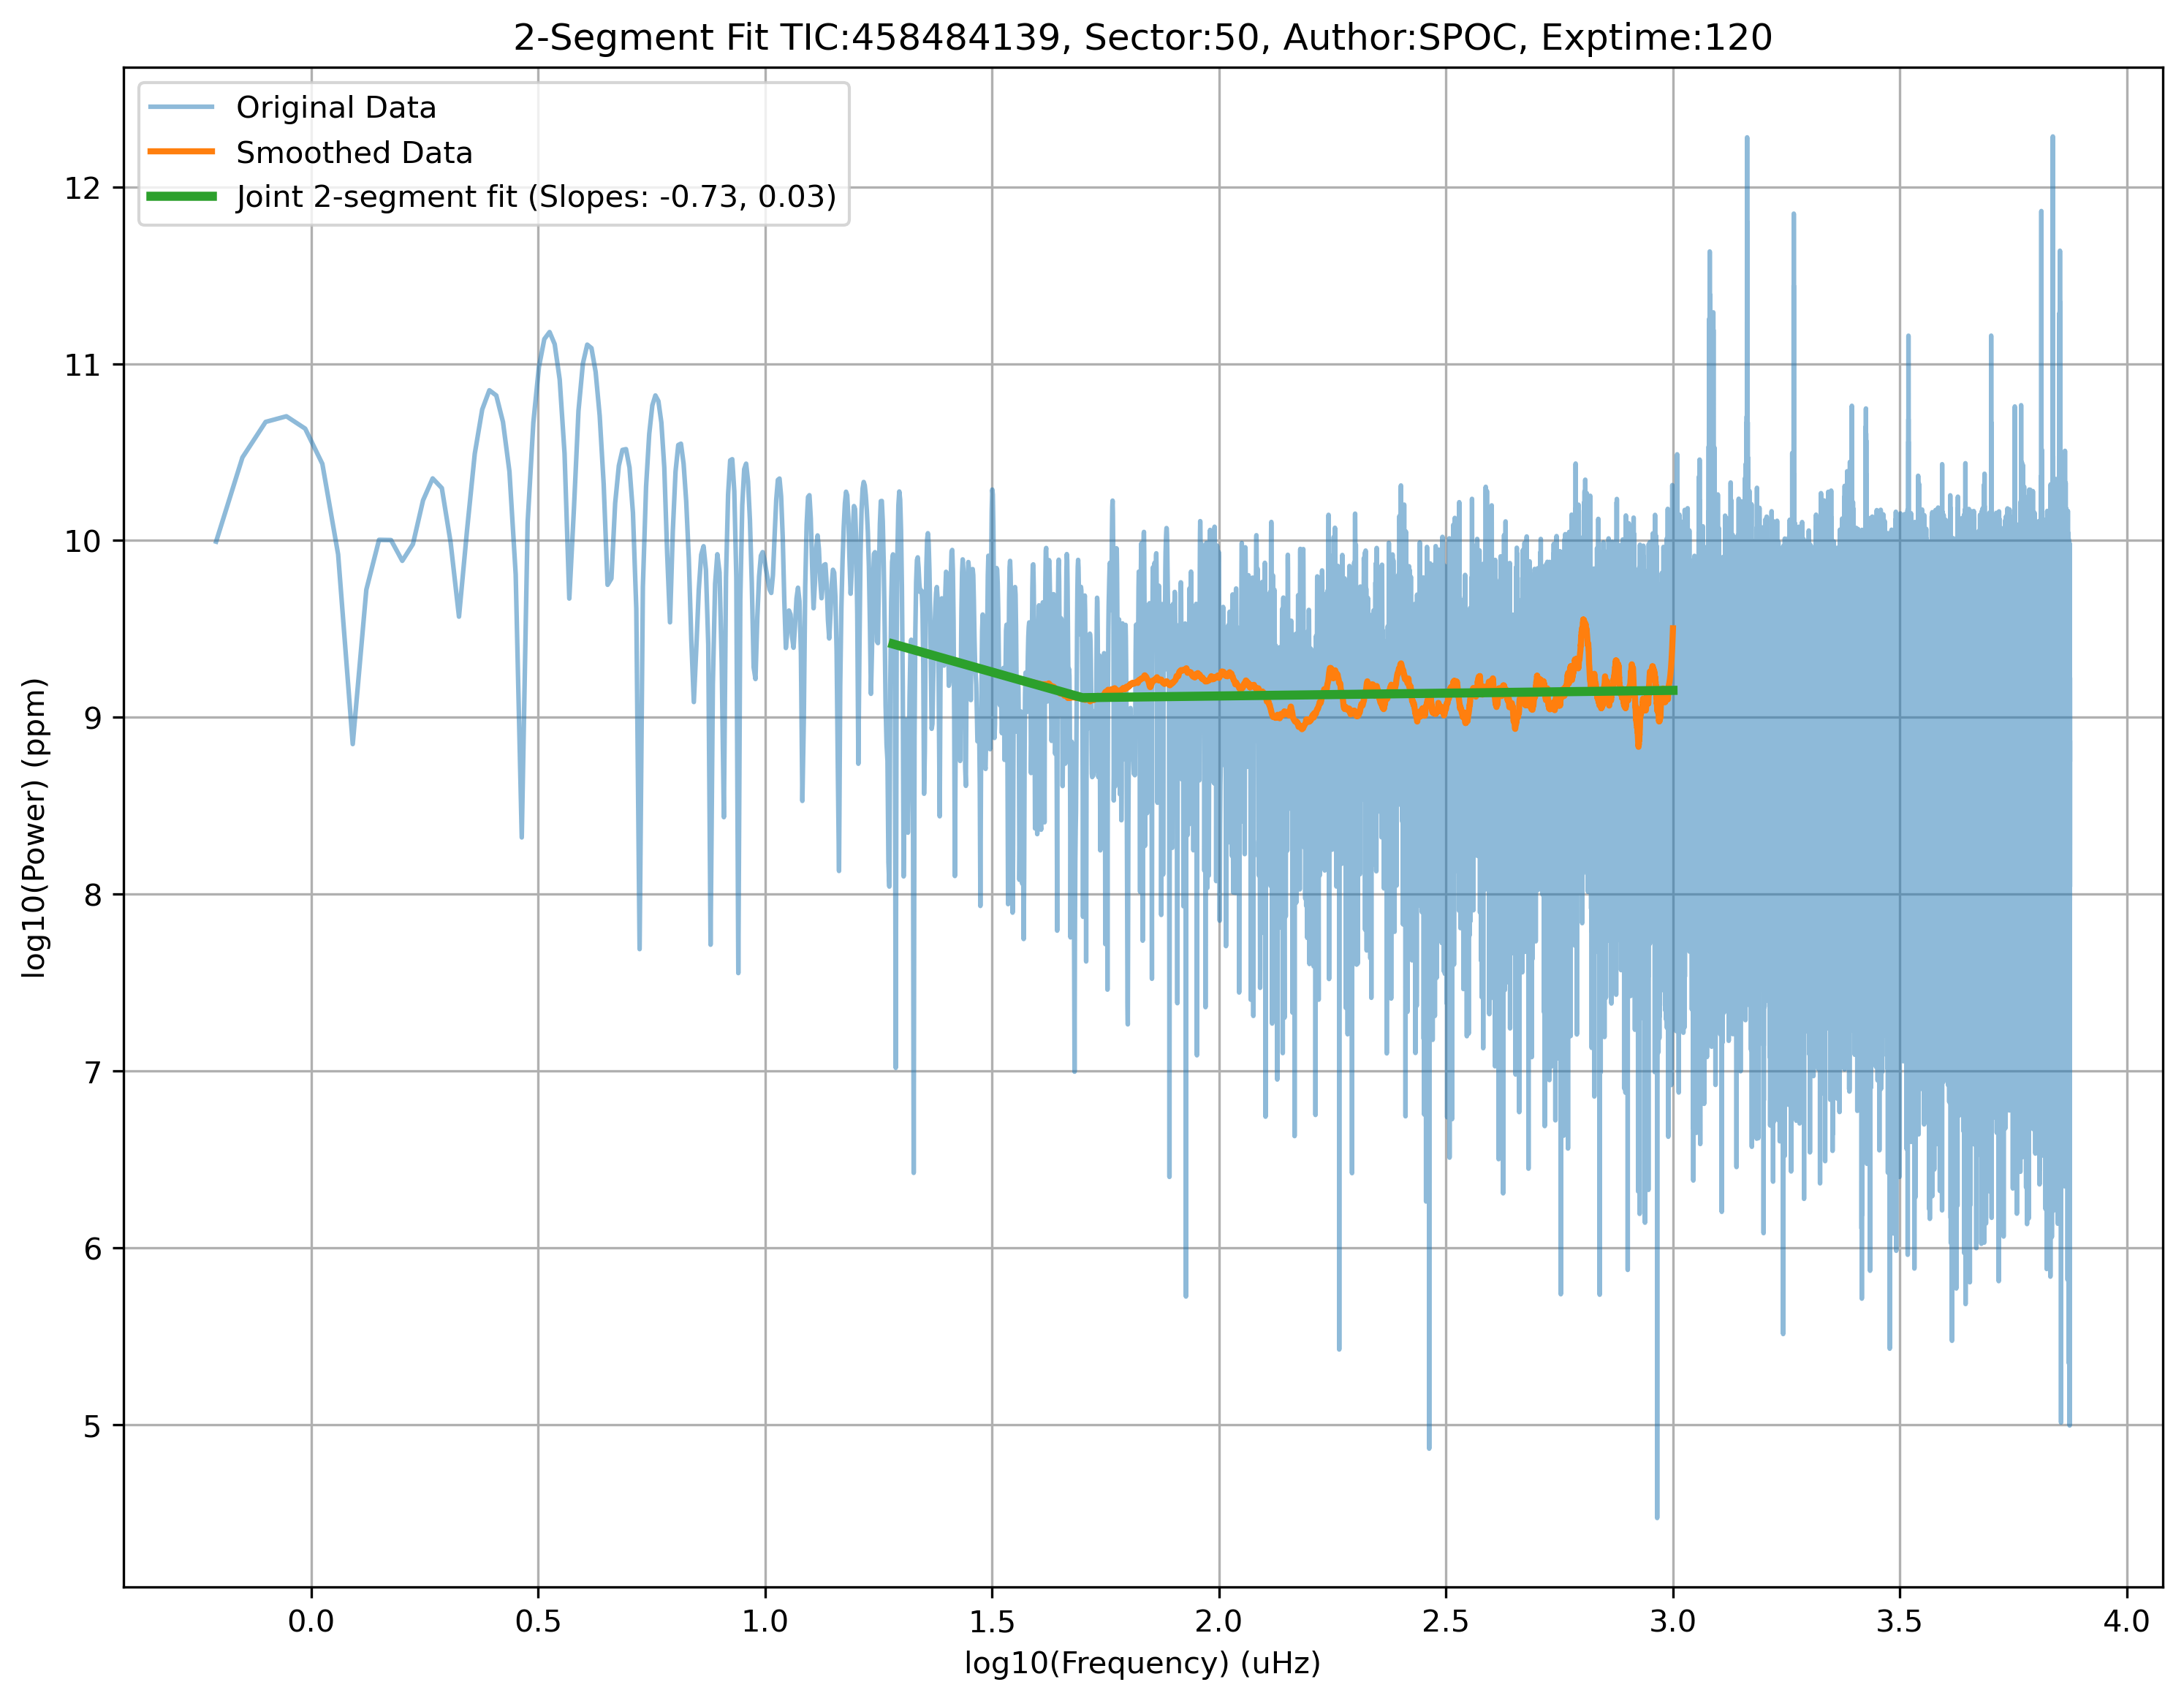 2-Segment Fit TIC:458484139, Sector:50, Author:SPOC, Exptime:120
Original Data
Smoothed Data
Joint 2-segment fit (Slopes: -0.73, 0.03)
log10(Power) (ppm)
12
11
10
9
8
7
6
5
0.0 0.5 1.0 1.5 2.0 2.5 3.0 3.5 4.0
log10(Frequency) (uHz)